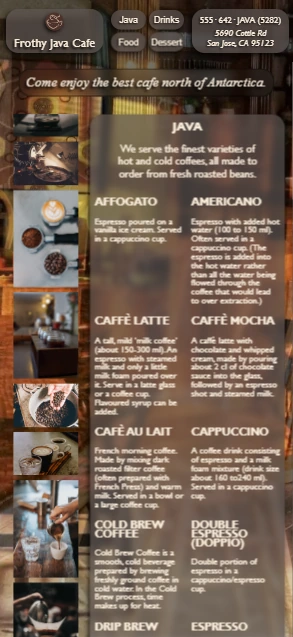 Frothy Java Cafe
Java
Drinks
Food
Dessert
555 · 642 · JAVA (5282)
5690 Cottle Rd
San Jose, CA 95123
Come enjoy the best cafe north of Antarctica.
JAVA
We serve the finest varieties of
hot and cold coffees, all made to
order from fresh roasted beans.
AFFOGATO
Espresso poured on a
vanilla ice cream. Served
in a cappuccino cup.
AMERICANO
Espresso with added hot
water (100 to 150 ml).
Often served in a
cappuccino cup. (The
espresso is added into
the hot water rather
than all the water being
flowed through the
coffee that would lead
to over extraction.)
CAFFÈ LATTE
A tall, mild 'milk coffee'
(about 150-300 ml). An
espresso with steamed
milk and only a little
milk foam poured over
it. Serve in a latte glass
or a coffee cup.
Flavoured syrup can be
added.
CAFFÈ MOCHA
A caffè latte with
chocolate and whipped
cream, made by pouring
about 2 cl of chocolate
sauce into the glass,
followed by an espresso
shot and steamed milk.
CAFÈ AU LAIT
French morning coffee.
Made by mixing dark
roasted filter coffee
(often prepared with
French Press) and warm
milk. Served in a bowl or
a large coffee cup.
CAPPUCCINO
A coffee drink consisting
of espresso and a milk
foam mixture (drink size
about 160 to240 ml).
Served in a cappuccino
cup.
COLD BREW
COFFEE
Cold Brew Coffee is a
smooth, cold beverage
prepared by brewing
freshly ground coffee in
cold water. In the Cold
Brew process, time
makes up for heat.
DOUBLE
ESPRESSO
(DOPPIO)
Double portion of
espresso in a
cappuccino/espresso
cup.
DRIP BREW
ESPRESSO